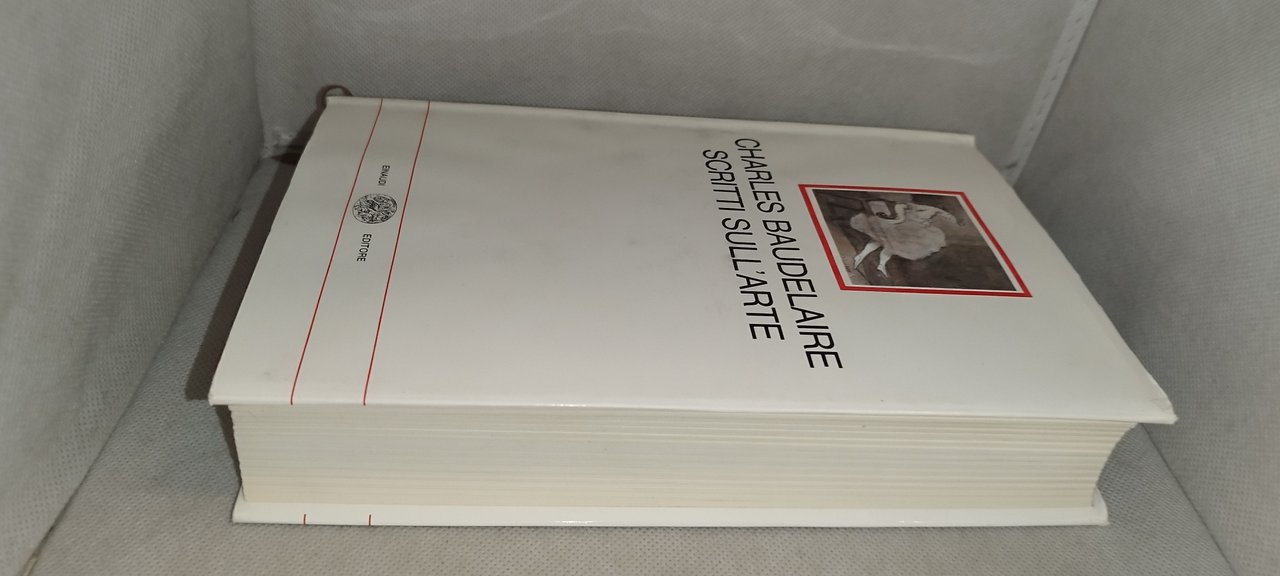 CHARLES BAUDELAIRE
SCRITTI SULL'ARTE
EINAUDI
EDITORE